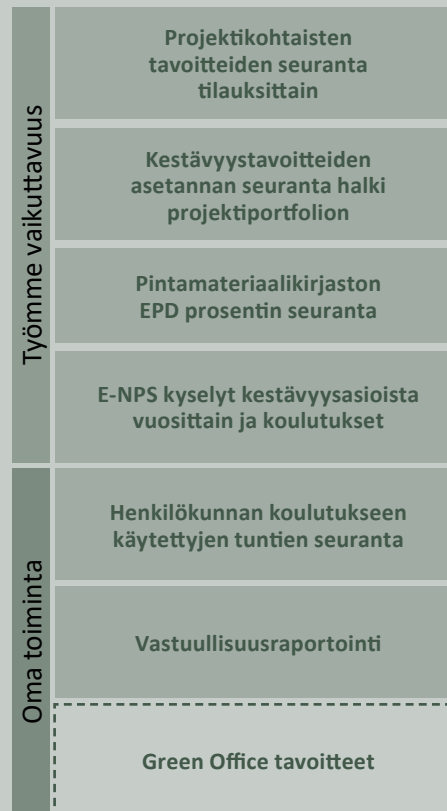 Työmme vaikuttavuus
Projektikohtaisten
tavoitteiden seuranta
tilauksittain
Kestävyystavoitteiden
asetannan seuranta halki
projektiportfolion
Pintamateriaalikirjaston
EPD prosentin seuranta
E-NPS kyselyt kestävyysasioista
vuosittain ja koulutukset
Oma toiminta
Henkilökunnan koulutukseen
käytettyjen tuntien seuranta
Vastuullisuusraportointi
Green Office tavoitteet